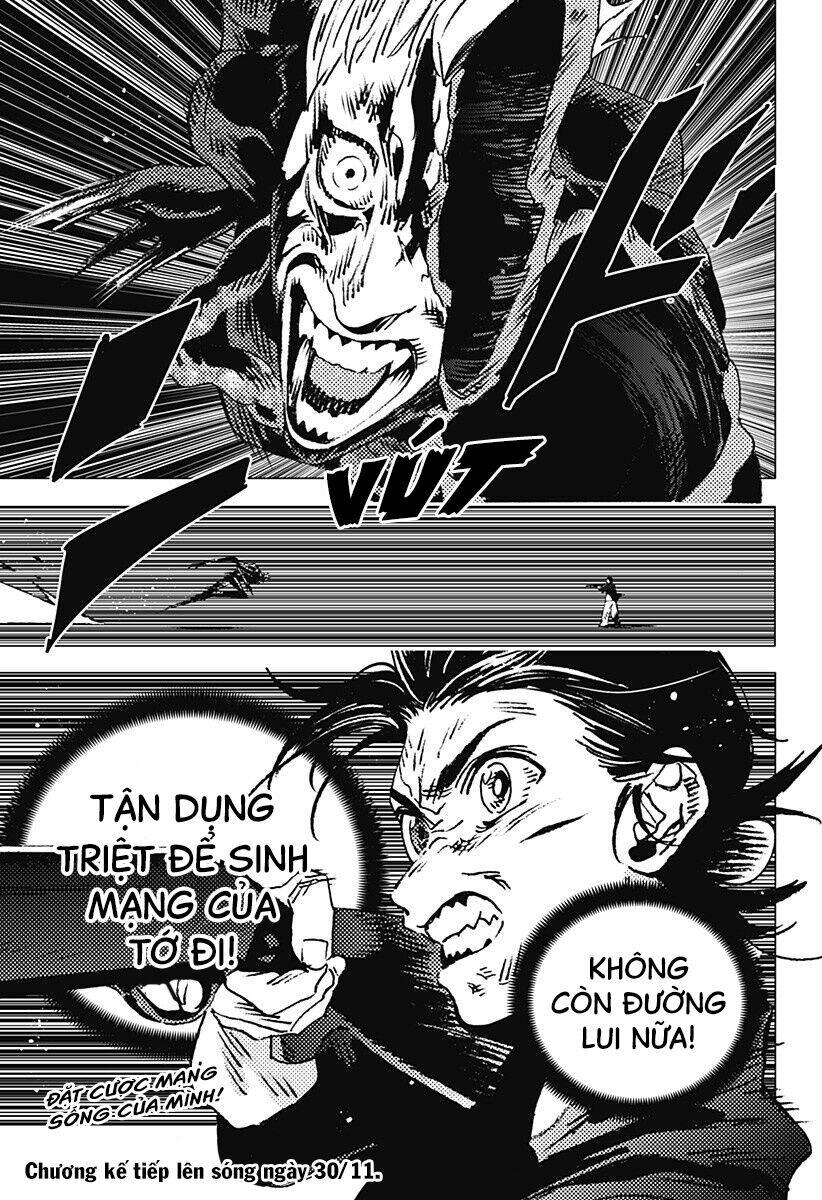 VÚT
KHÔNG
CÒN ĐƯỜNG
LUI NỮA!
TẬN DỤNG
TRIỆT ĐỂ SINH
MẠNG CỦA
TỚ ĐI!
ĐẶT CƯỢC MẠNG
SỐNG CỦA MÌNH!
Chương kế tiếp lên sóng ngày 30/11.